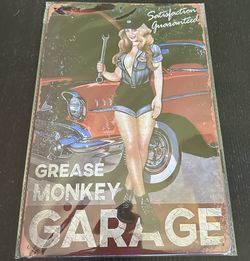 Satisfaction
Guaranteed
GREASE
MONKEY
GARAGE